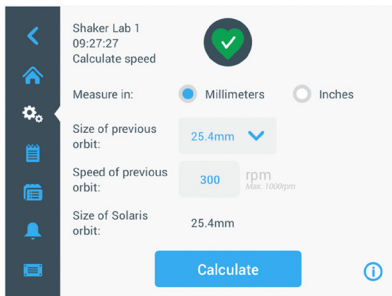 Shaker Lab 1
09:27:27
Calculate speed
Measure in: Millimeters Inches
Size of previous
orbit: 25.4mm
Speed of previous
orbit: 300 rpm
Max. 1000rpm
Size of Solaris
orbit: 25.4mm
Calculate